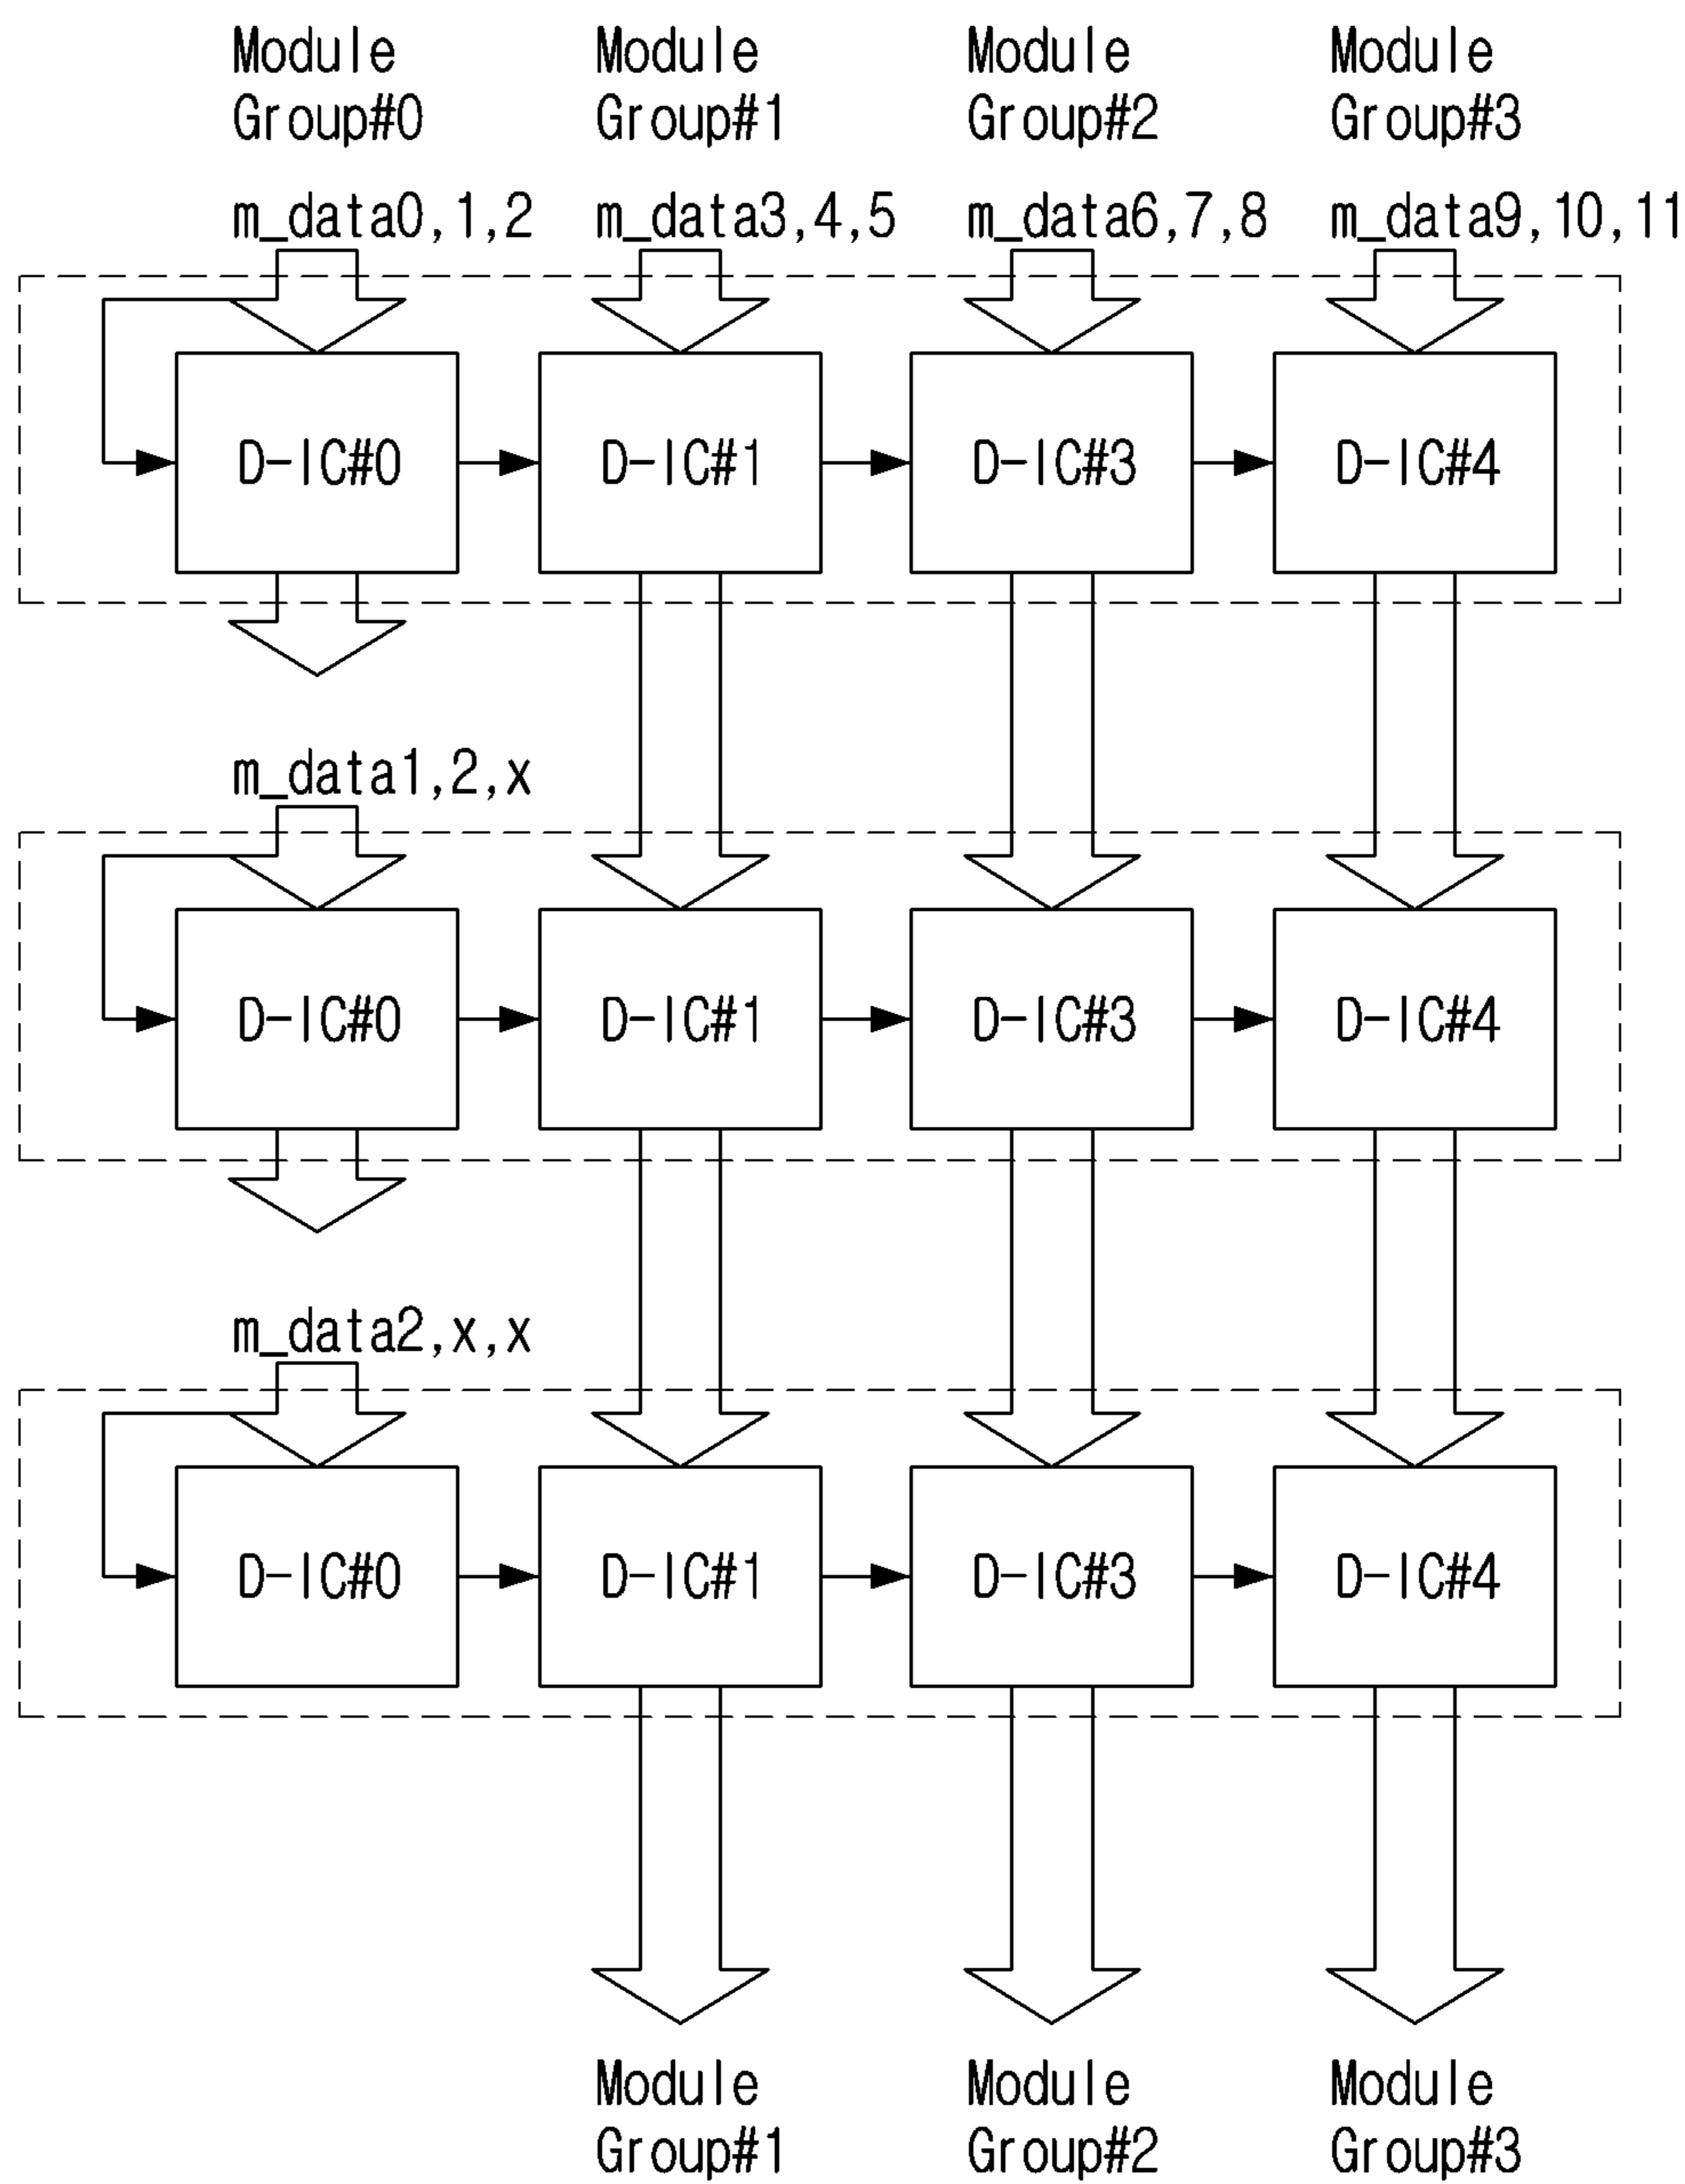 Module
Group#0
Module
Group#1
Module
Group#2
Module
Group#3
m_data0,1,2
m_data3,4,5
m_data6,7,8
m_data9,10,11
D-IC#0
D-IC#1
D-IC#3
D-IC#4
m_data1,2,x
D-IC#0
D-IC#1
D-IC#3
D-IC#4
m_data2,x,x
D-IC#0
D-IC#1
D-IC#3
D-IC#4
Module
Group#1
Module
Group#2
Module
Group#3